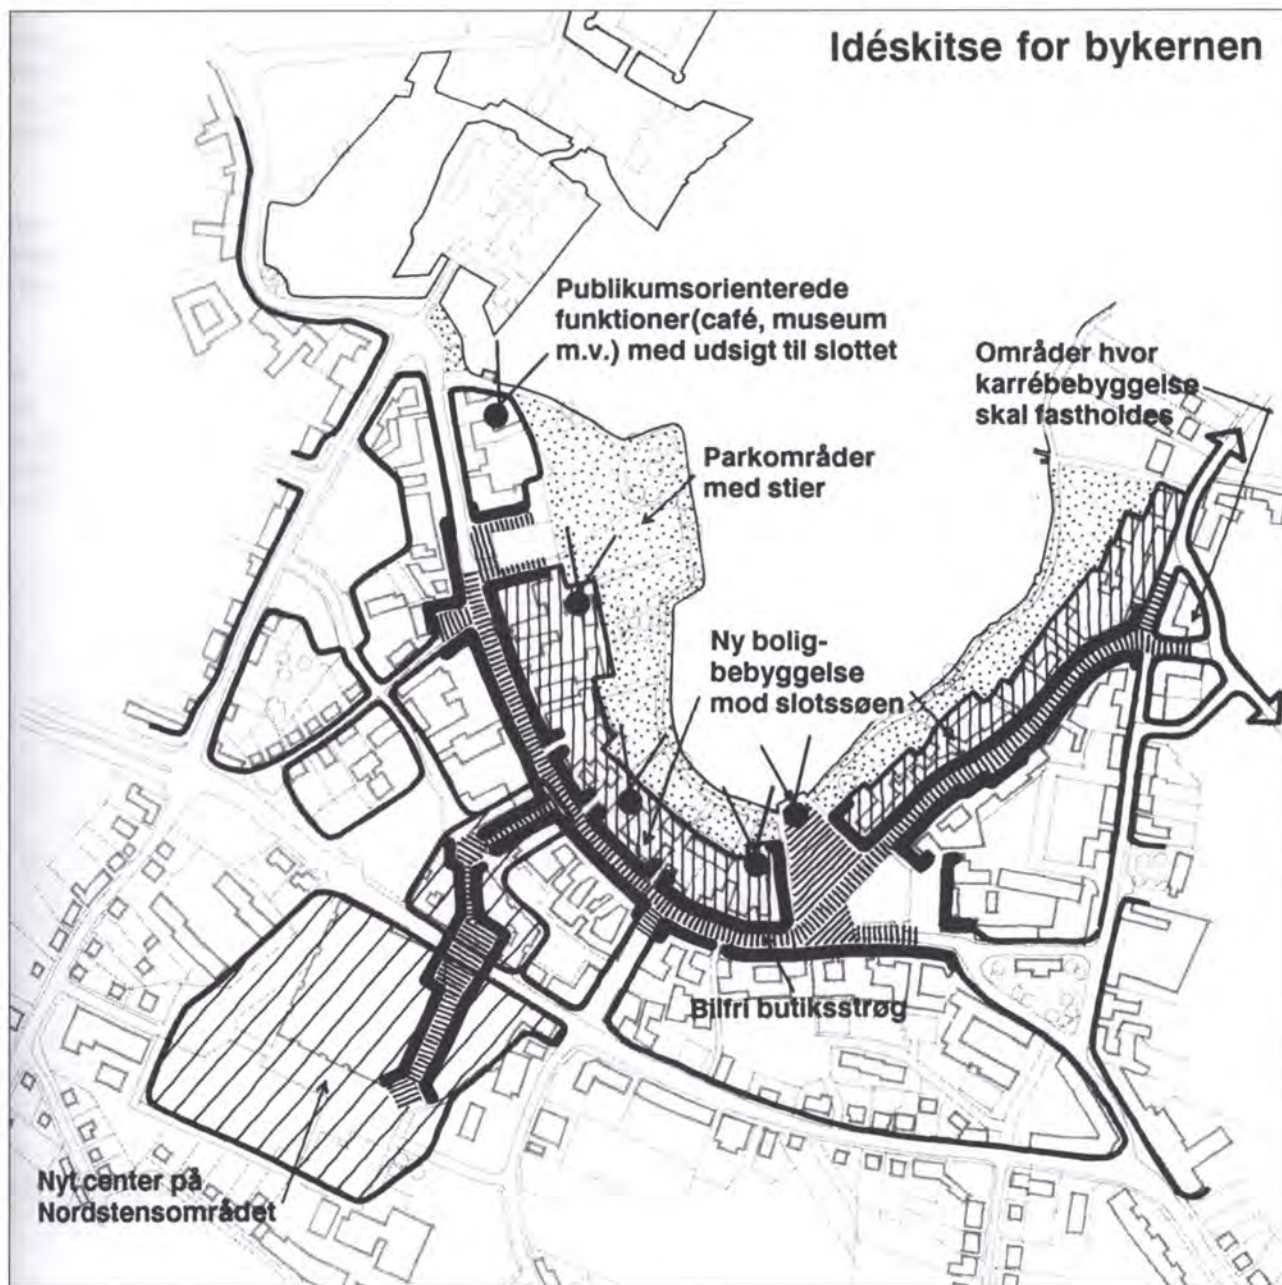 Idéskitse for bykernen
Publikumsorienterede
funktioner(café, museum
m.v.) med udsigt til slottet
Områder hvor
karrébebyggelse
skal fastholdes
Parkområder
med stier
Ny bolig-
bebyggelse
mod slotssøen
Bilfri butiksstrøg
Nyt center på
Nordstensområdet